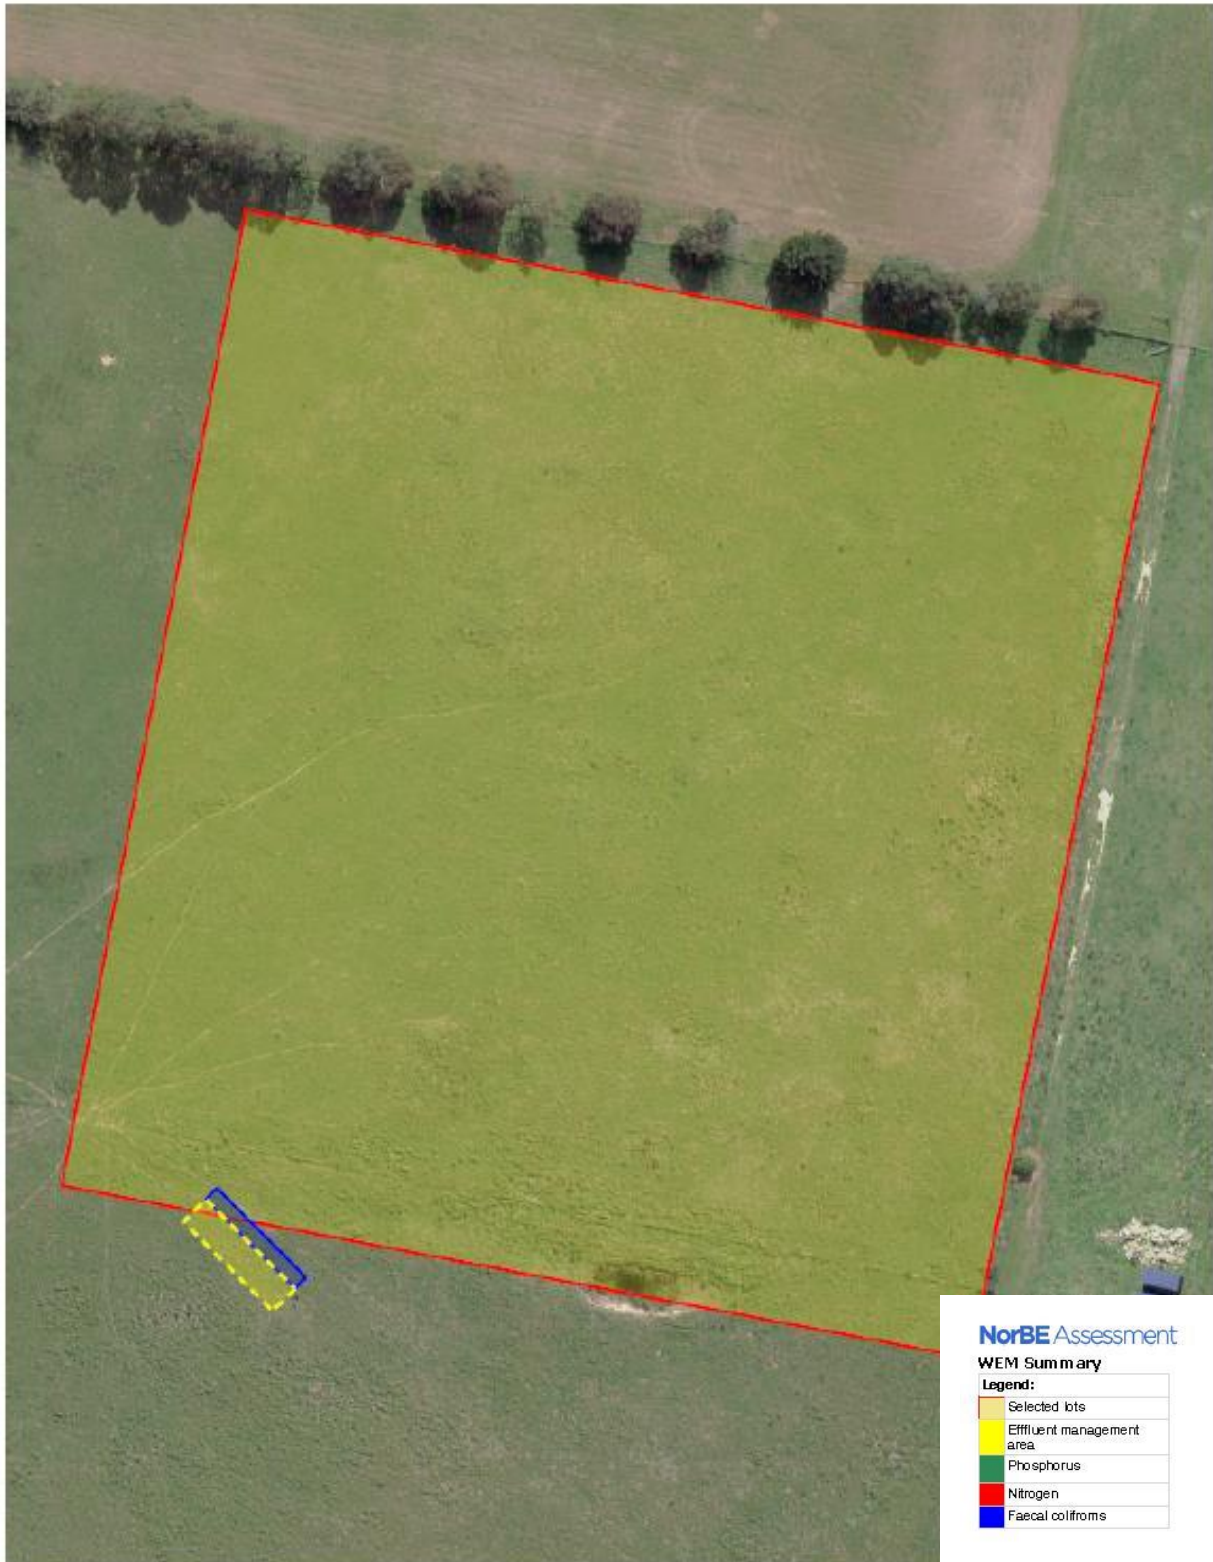 NorBE Assessment
WEM Summary
Legend:
Selected lots
Efffluent management
area
Phosphorus
Nitrogen
Faecal colifroms